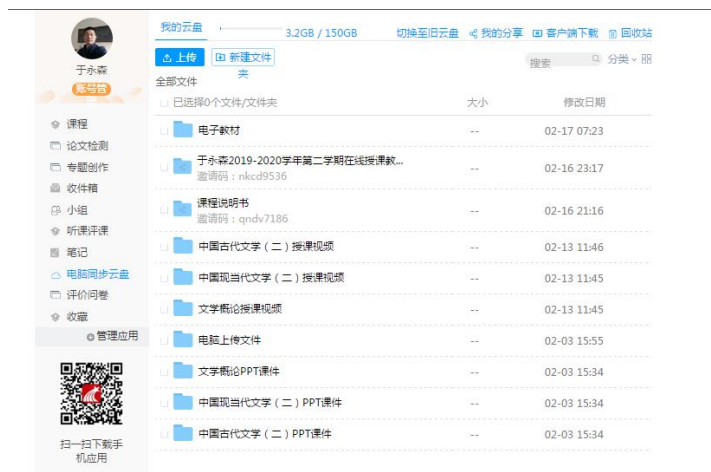 于永森
账号管
课程
论文检测
专题创作
收件箱
小组
听课评课
笔记
电脑同步云盘
评价问卷
收藏
管理应用
扫一扫下载手
机应用
我的云盘
3.2GB / 150GB
切换至旧云盘 我的分享 客户端下载 回收站
上传 新建文件
夹
搜索 分类
全部文件
已选择0个文件/文件夹 大小 修改日期
电子教材 -- 02-17 07:23
于永森2019-2020学年第二学期在线授课教...
邀请码：nkcd9536 -- 02-16 23:17
课程说明书
邀请码：qndv7186 -- 02-16 21:16
中国古代文学（二）授课视频 -- 02-13 11:46
中国现当代文学（二）授课视频 -- 02-13 11:45
文学概论授课视频 -- 02-13 11:45
电脑上传文件 -- 02-03 15:55
文学概论PPT课件 -- 02-03 15:34
中国现当代文学（二）PPT课件 -- 02-03 15:34
中国古代文学（二）PPT课件 -- 02-03 15:34